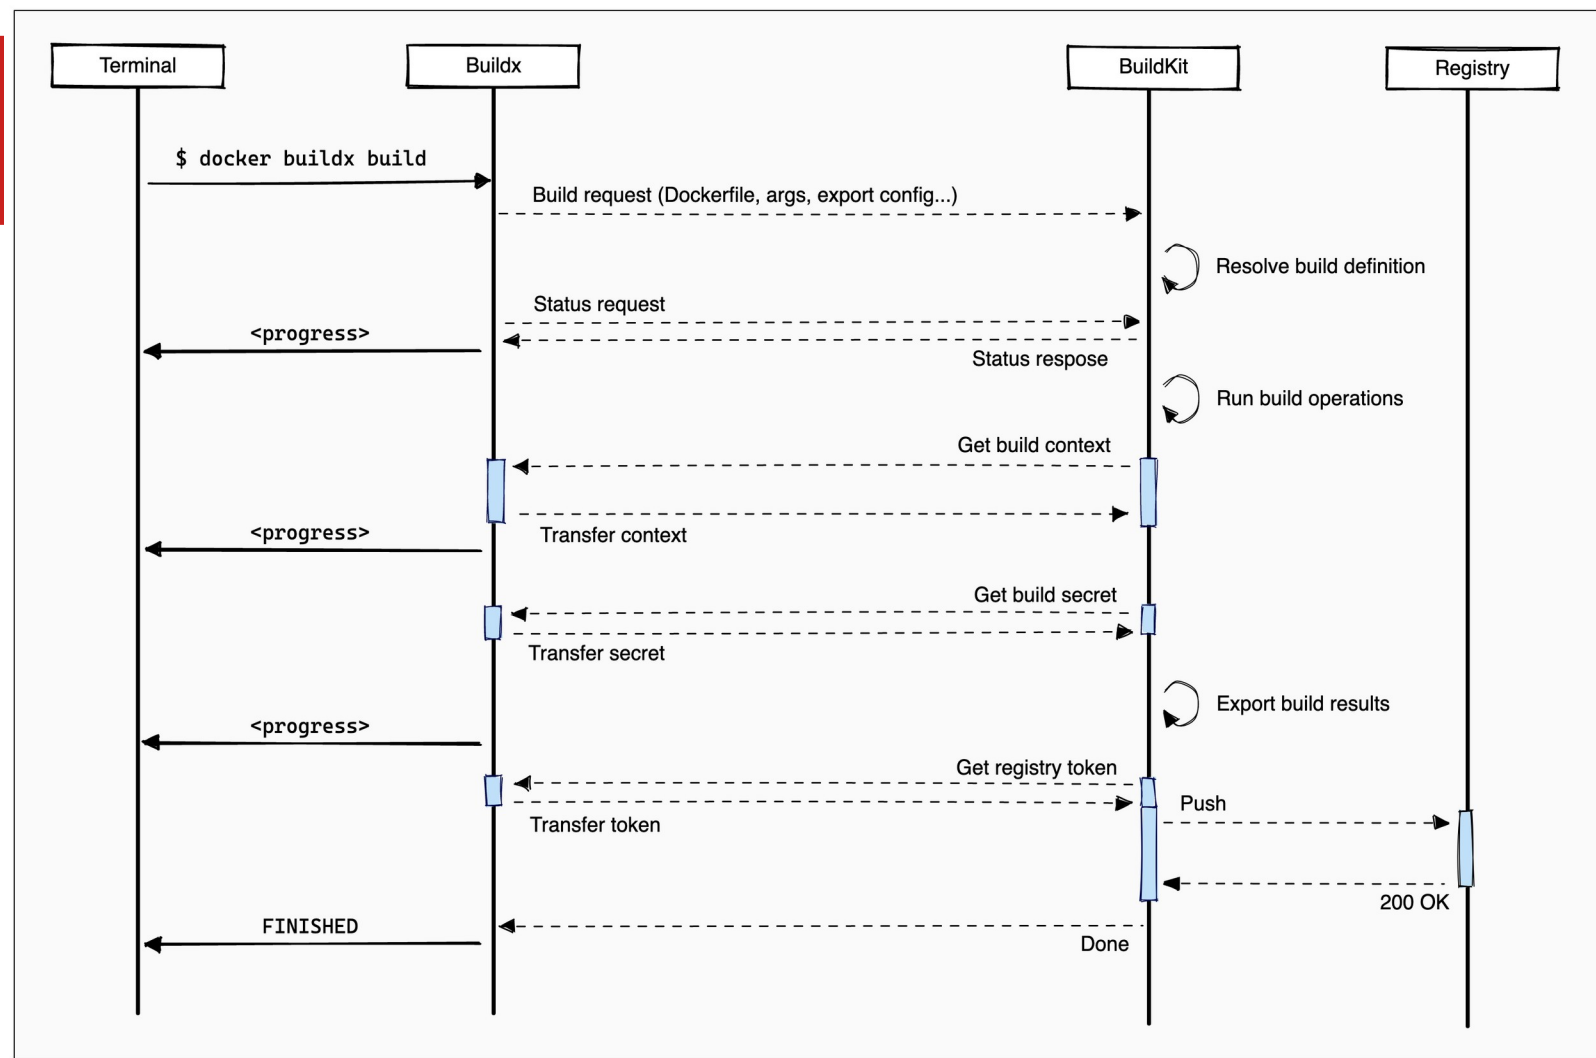 Terminal
Buildx
BuildKit
Registry
$ docker buildx build
Build request (Dockerfile, args, export config...)
Resolve build definition
Status request
<progress>
Status respose
Run build operations
Get build context
<progress>
Transfer context
Get build secret
Transfer secret
Export build results
<progress>
Get registry token
Push
Transfer token
200 OK
FINISHED
Done